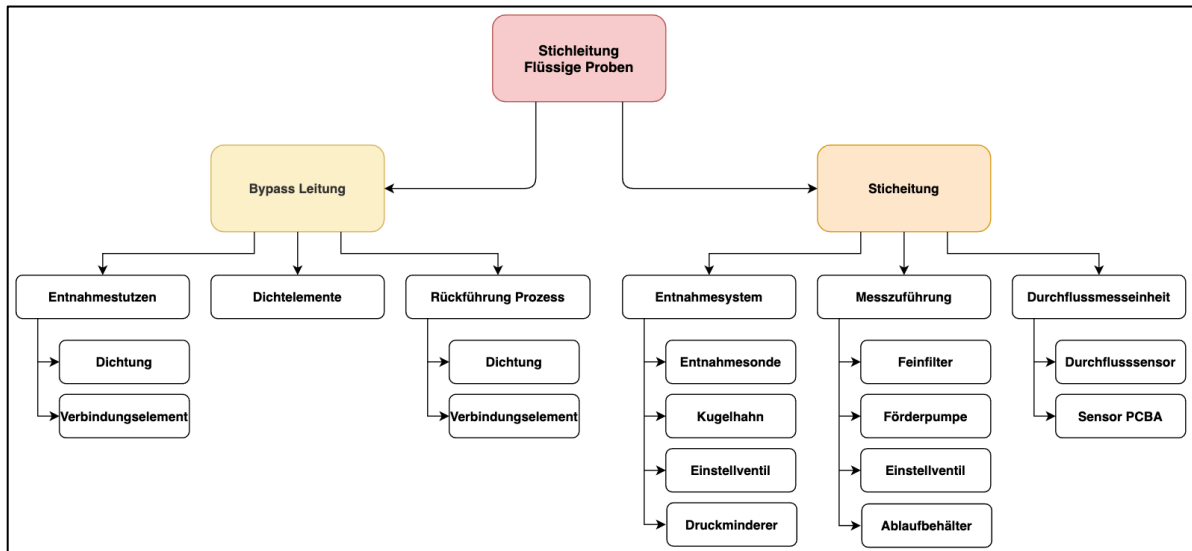 Stichleitung
Flüssige Proben
Bypass Leitung
Sticheitung
Entnahmestutzen
Dichtelemente
Rückführung Prozess
Entnahmesystem
Messzuführung
Durchflussmesseinheit
Dichtung
Dichtung
Entnahmesonde
Feinfilter
Durchflusssensor
Verbindungselement
Verbindungselement
Kugelhahn
Förderpumpe
Sensor PCBA
Einstellventil
Einstellventil
Druckminderer
Ablaufbehälter